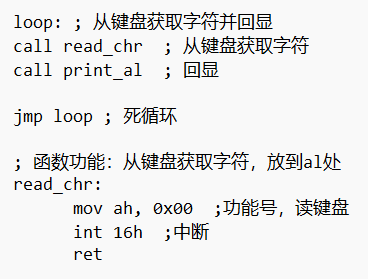 loop: ; 从键盘获取字符并回显
call read_chr  ; 从键盘获取字符
call print_al  ; 回显
jmp loop ; 死循环
; 函数功能: 从键盘获取字符，放到al处
read_chr:
      mov ah, 0x00  ;功能号，读键盘
      int 16h  ;中断
      ret